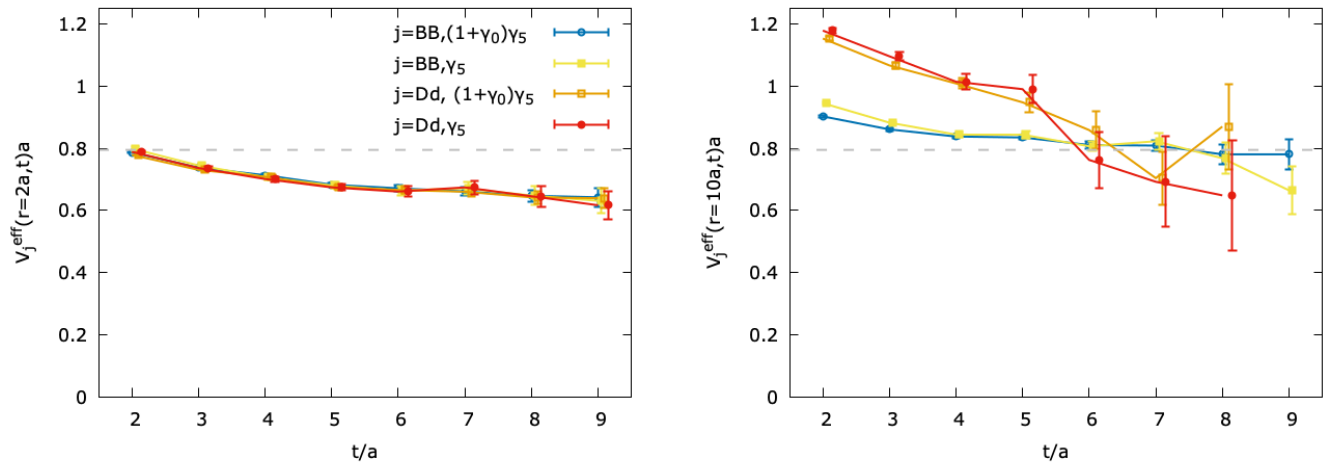 1.2
1
0.8
0.6
0.4
0.2
0
2 3 4 5 6 7 8 9
t/a
V_j^eff(r=2a,t)a
j=BB,(1+γ₀)γ₅
j=BB,γ₅
j=Dd, (1+γ₀)γ₅
j=Dd,γ₅
1.2
1
0.8
0.6
0.4
0.2
0
2 3 4 5 6 7 8 9
t/a
V_j^eff(r=10a,t)a